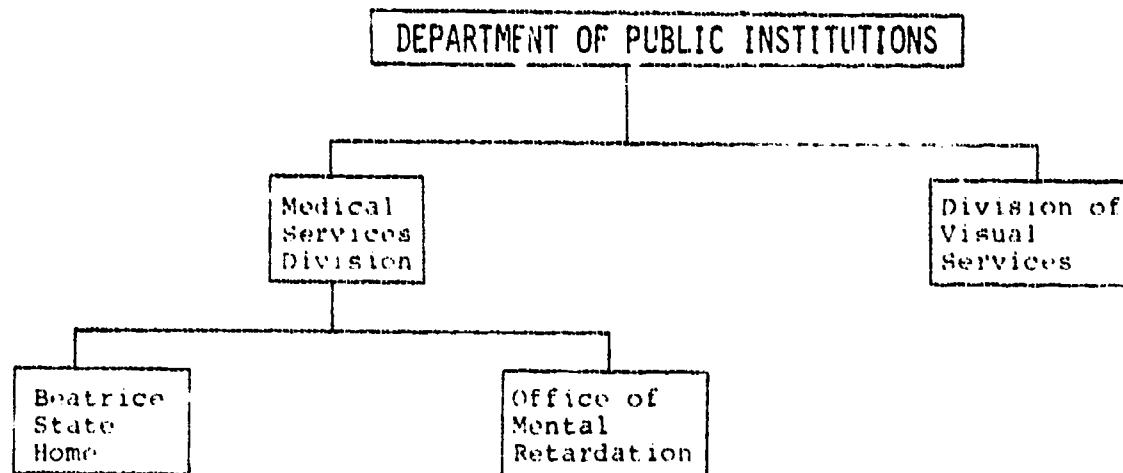 DEPARTMENT OF PUBLIC INSTITUTIONS
Medical
Services
Division
Division of
Visual
Services
Beatrice
State
Home
Office of
Mental
Retardation